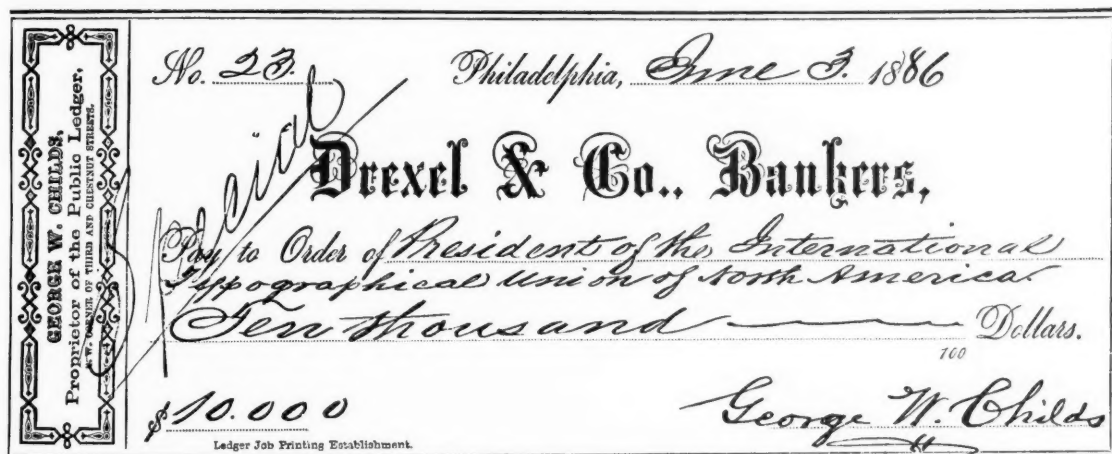 GEORGE W. CHILDS,
Proprietor of the Public Ledger,
S. W. CORNER OF THIRD AND CHESTNUT STREETS.
No. 23. Philadelphia, June 3. 1886
Special
Drexel & Co., Bankers,
Pay to Order of President of the International
Typographical Union of North America.
Ten thousand Dollars.
100
$10.000
George W. Childs
Ledger Job Printing Establishment.